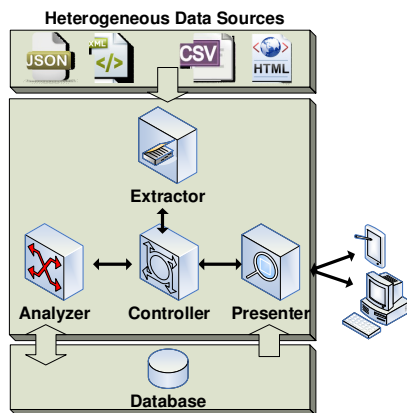 Heterogeneous Data Sources
JSON
XML
CSV
HTML
Extractor
Analyzer
Controller
Presenter
Database